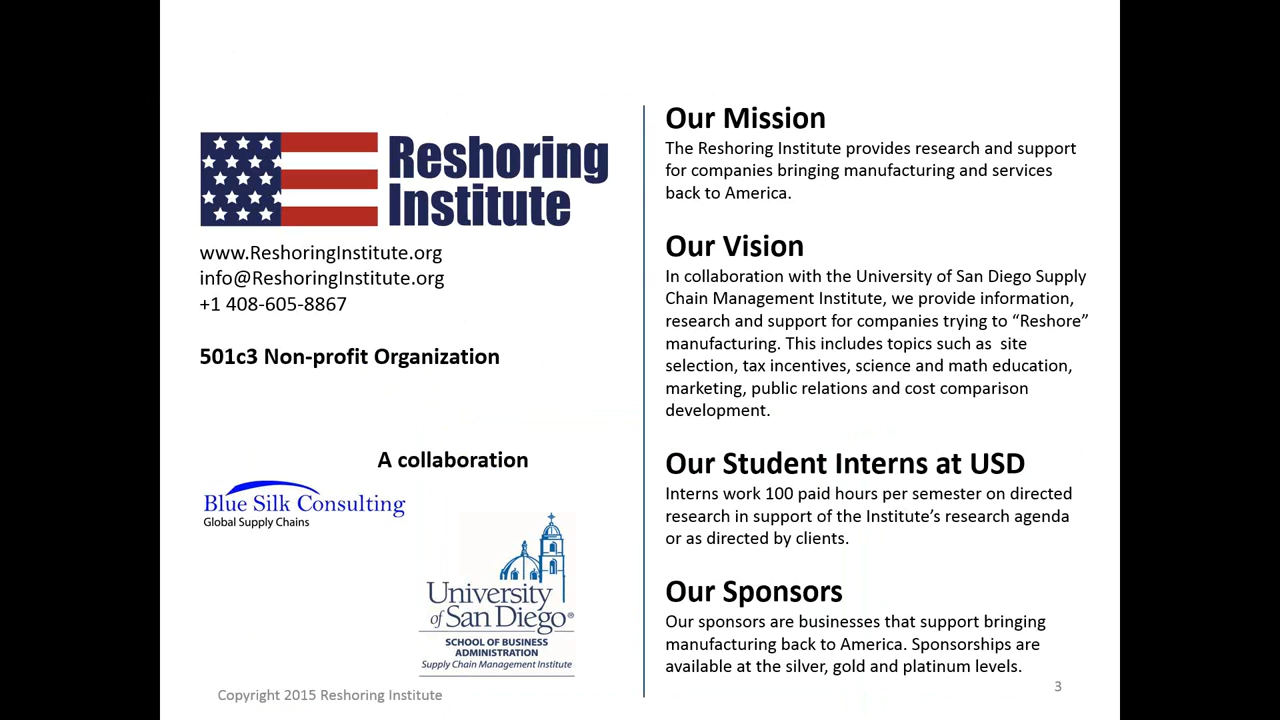 Reshoring
Institute
www.ReshoringInstitute.org
info@ReshoringInstitute.org
+1 408-605-8867
501c3 Non-profit Organization
A collaboration
Blue Silk Consulting
Global Supply Chains
University
of San Diego®
SCHOOL OF BUSINESS
ADMINISTRATION
Supply Chain Management Institute
Copyright 2015 Reshoring Institute
Our Mission
The Reshoring Institute provides research and support
for companies bringing manufacturing and services
back to America.
Our Vision
In collaboration with the University of San Diego Supply
Chain Management Institute, we provide information,
research and support for companies trying to “Reshore”
manufacturing. This includes topics such as  site
selection, tax incentives, science and math education,
marketing, public relations and cost comparison
development.
Our Student Interns at USD
Interns work 100 paid hours per semester on directed
research in support of the Institute’s research agenda
or as directed by clients.
Our Sponsors
Our sponsors are businesses that support bringing
manufacturing back to America. Sponsorships are
available at the silver, gold and platinum levels.
3